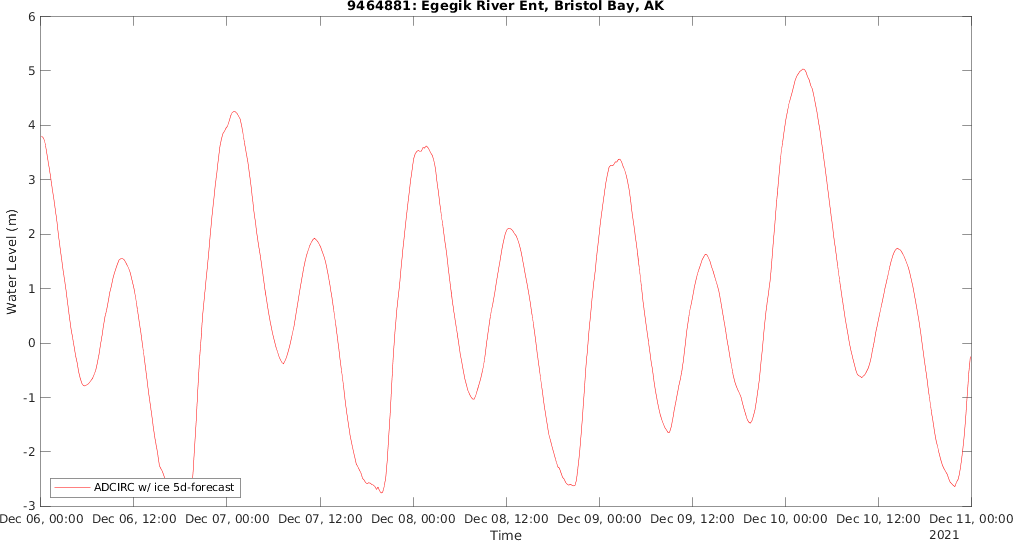 9464881: Egegik River Ent, Bristol Bay, AK
6
5
4
3
2
1
0
-1
-2
-3
Water Level (m)
ADCIRC w/ ice 5d-forecast
Dec 06, 00:00 Dec 06, 12:00 Dec 07, 00:00 Dec 07, 12:00 Dec 08, 00:00 Dec 08, 12:00 Dec 09, 00:00 Dec 09, 12:00 Dec 10, 00:00 Dec 10, 12:00 Dec 11, 00:00
Time
2021